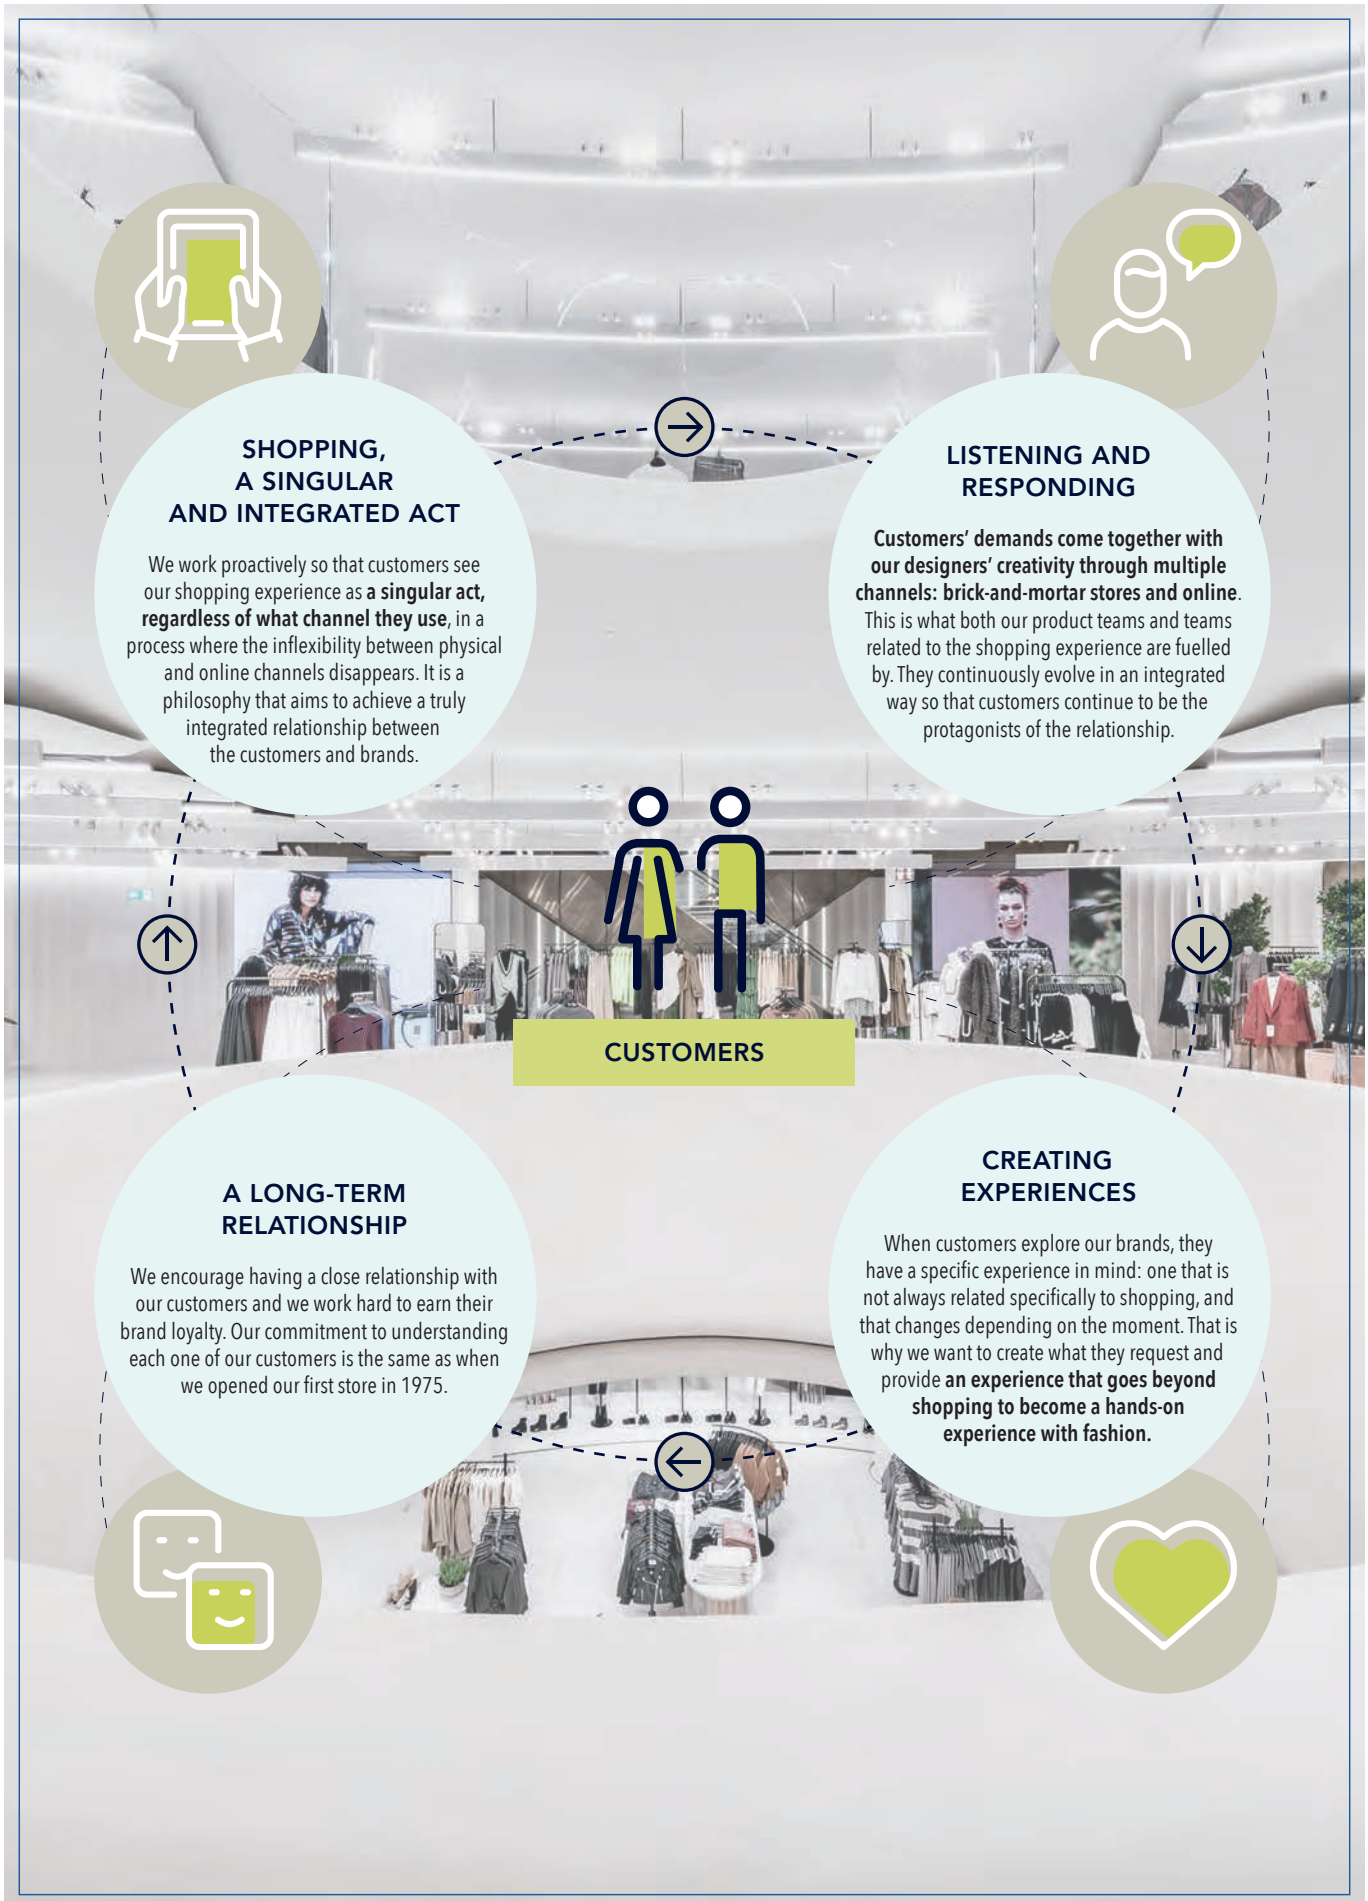 SHOPPING,
A SINGULAR
AND INTEGRATED ACT
We work proactively so that customers see
our shopping experience as a singular act,
regardless of what channel they use, in a
process where the inflexibility between physical
and online channels disappears. It is a
philosophy that aims to achieve a truly
integrated relationship between
the customers and brands.
LISTENING AND
RESPONDING
Customers’ demands come together with
our designers’ creativity through multiple
channels: brick-and-mortar stores and online.
This is what both our product teams and teams
related to the shopping experience are fuelled
by. They continuously evolve in an integrated
way so that customers continue to be the
protagonists of the relationship.
CUSTOMERS
A LONG-TERM
RELATIONSHIP
We encourage having a close relationship with
our customers and we work hard to earn their
brand loyalty. Our commitment to understanding
each one of our customers is the same as when
we opened our first store in 1975.
CREATING
EXPERIENCES
When customers explore our brands, they
have a specific experience in mind: one that is
not always related specifically to shopping, and
that changes depending on the moment. That is
why we want to create what they request and
provide an experience that goes beyond
shopping to become a hands-on
experience with fashion.